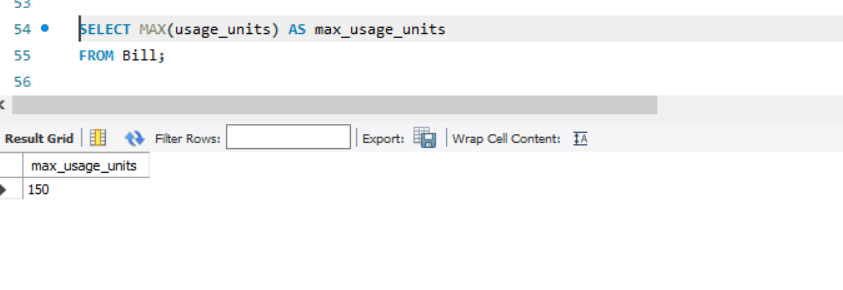 53
54 SELECT MAX(usage_units) AS max_usage_units
55 FROM Bill;
56
Result Grid Filter Rows: Export: Wrap Cell Content:
max_usage_units
150